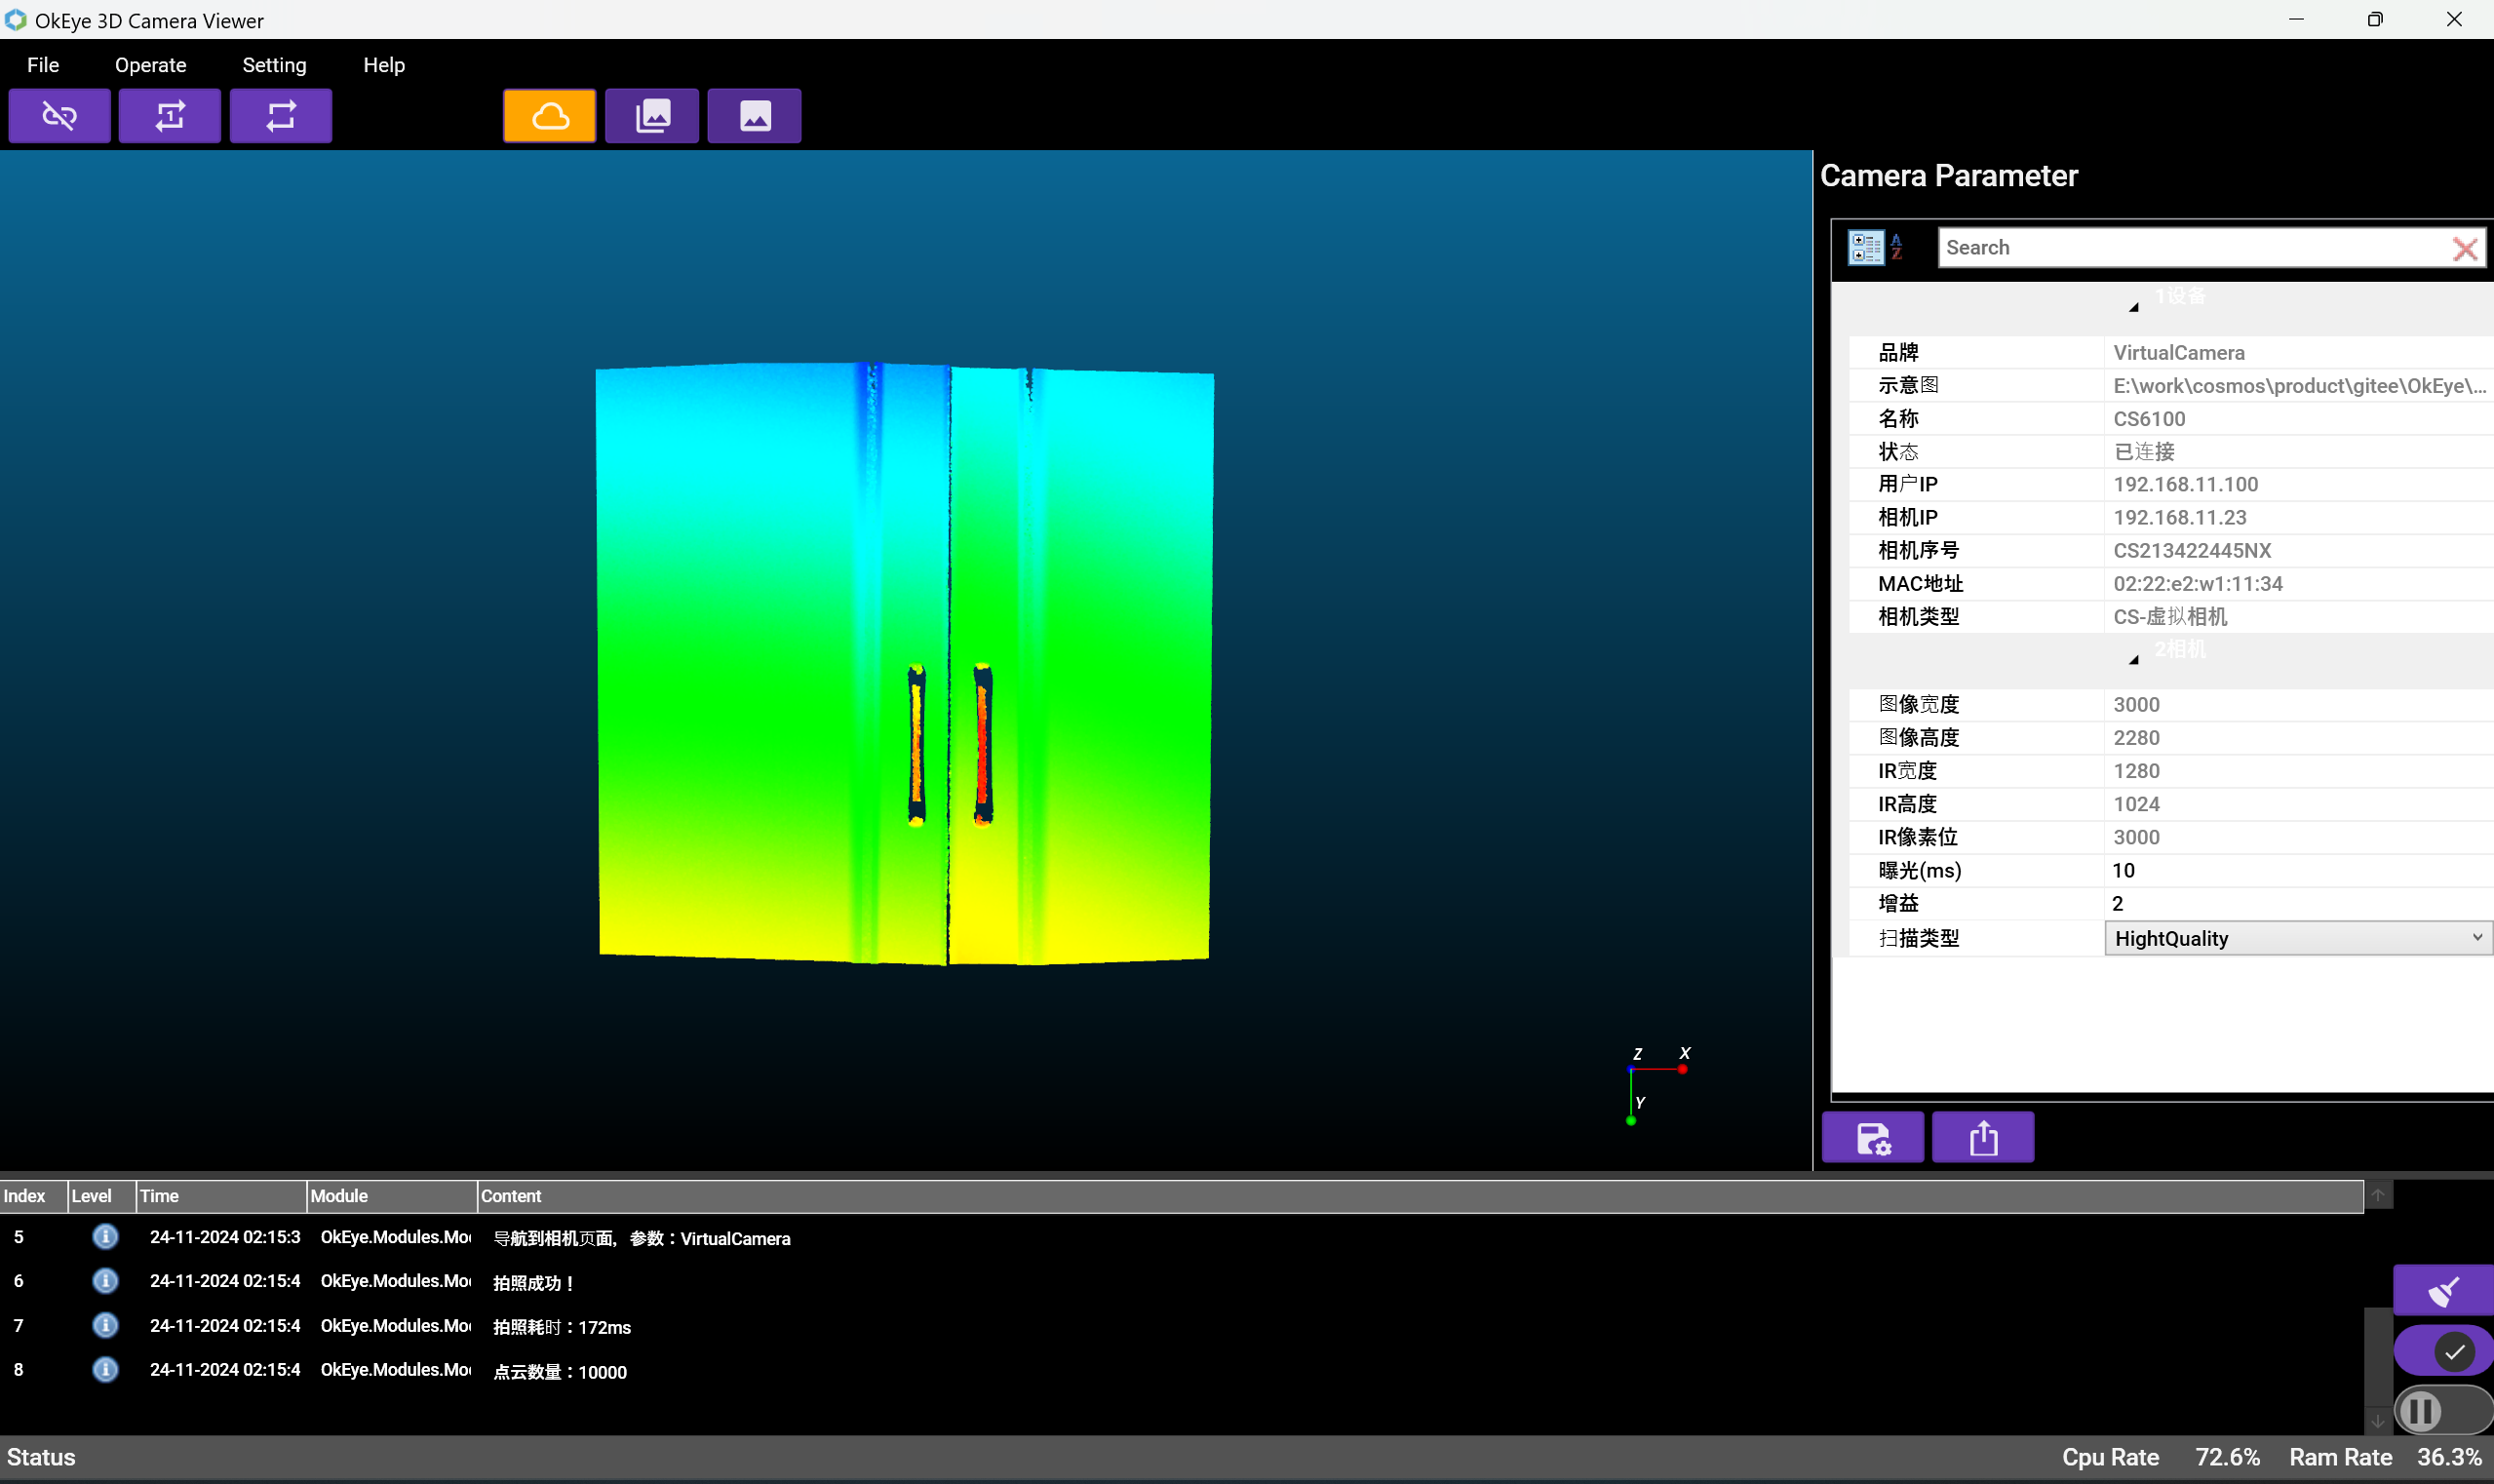 OkEye 3D Camera Viewer
File Operate Setting Help
1
Camera Parameter
A
Z
Search
1设备
品牌 VirtualCamera
示意图 E:\work\cosmos\product\gitee\OkEye\...
名称 CS6100
状态 已连接
用户IP 192.168.11.100
相机IP 192.168.11.23
相机序号 CS213422445NX
MAC地址 02:22:e2:w1:11:34
相机类型 CS-虚拟相机
2相机
图像宽度 3000
图像高度 2280
IR宽度 1280
IR高度 1024
IR像素位 3000
曝光(ms) 10
增益 2
扫描类型 HightQuality
Z X
Y
Index Level Time Module Content
5 24-11-2024 02:15:3 OkEye.Modules.Mo 导航到相机页面，参数：VirtualCamera
6 24-11-2024 02:15:4 OkEye.Modules.Mo 拍照成功！
7 24-11-2024 02:15:4 OkEye.Modules.Mo 拍照耗时：172ms
8 24-11-2024 02:15:4 OkEye.Modules.Mo 点云数量：10000
Status Cpu Rate 72.6% Ram Rate 36.3%